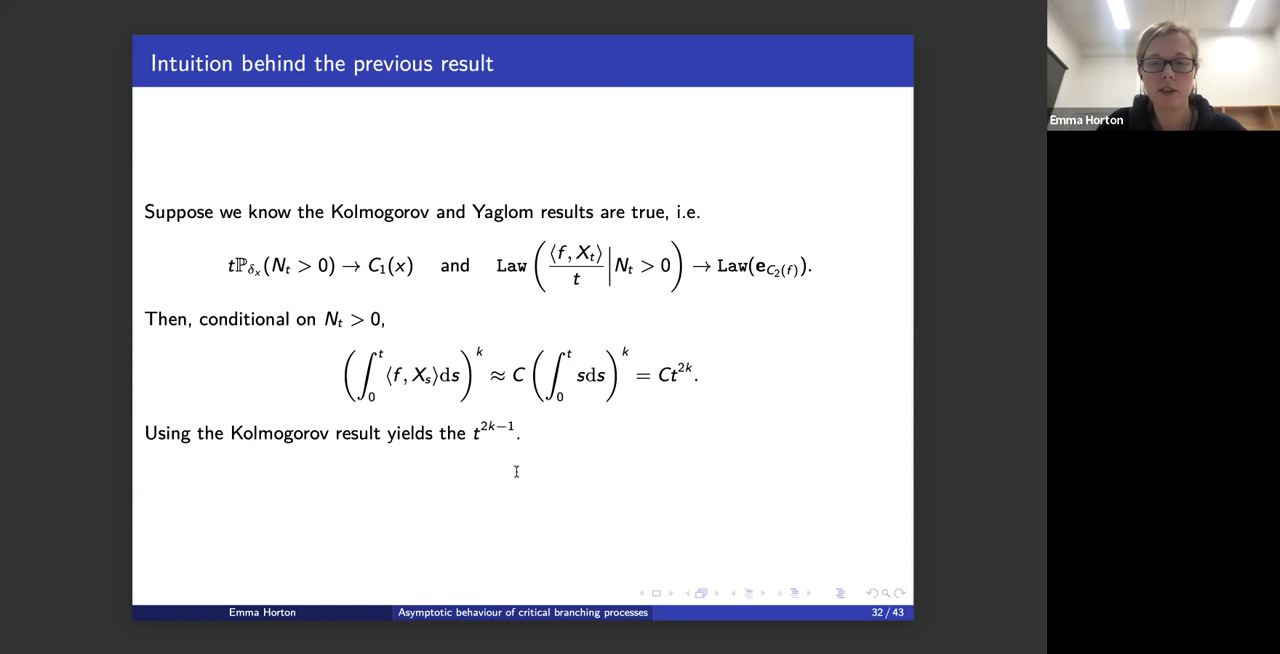 Intuition behind the previous result
Emma Horton
Suppose we know the Kolmogorov and Yaglom results are true, i.e.
tℙ_{δ_x}(N_t > 0) → C_1(x) and Law(⟨f, X_t⟩/t | N_t > 0) → Law(e_{C_2(f)}).
Then, conditional on N_t > 0,
(∫_0^t ⟨f, X_s⟩ds)^k ≈ C (∫_0^t sds)^k = Ct^{2k}.
Using the Kolmogorov result yields the t^{2k−1}.
Emma Horton Asymptotic behaviour of critical branching processes 32 / 43